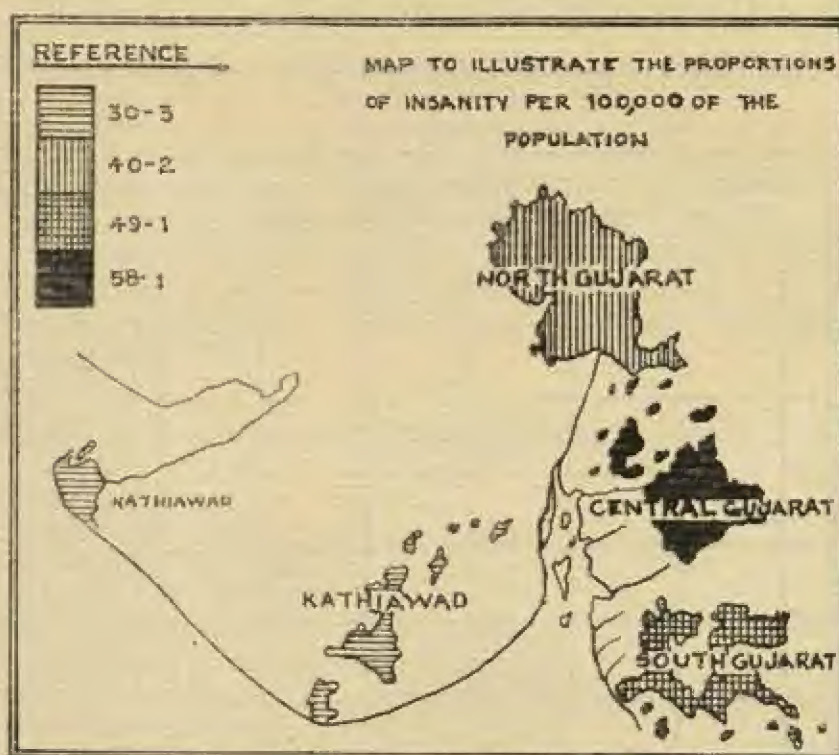 REFERENCE
30-3
40-2
49-1
58-1
MAP TO ILLUSTRATE THE PROPORTIONS
OF INSANITY PER 100,000 OF THE
POPULATION
NORTH GUJARAT
KATHIAWAD
CENTRAL GUJARAT
KATHIAWAD
SOUTH GUJARAT